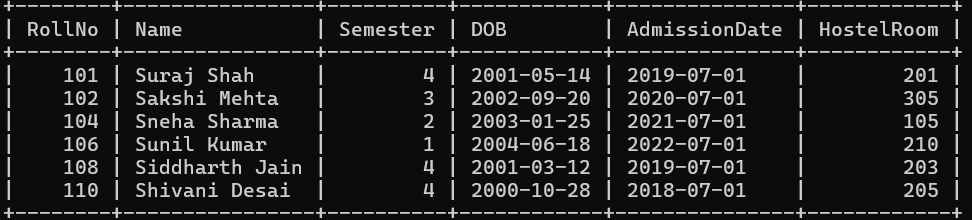 | RollNo | Name | Semester | DOB | AdmissionDate | HostelRoom |
| 101 | Suraj Shah | 4 | 2001-05-14 | 2019-07-01 | 201 |
| 102 | Sakshi Mehta | 3 | 2002-09-20 | 2020-07-01 | 305 |
| 104 | Sneha Sharma | 2 | 2003-01-25 | 2021-07-01 | 105 |
| 106 | Sunil Kumar | 1 | 2004-06-18 | 2022-07-01 | 210 |
| 108 | Siddharth Jain | 4 | 2001-03-12 | 2019-07-01 | 203 |
| 110 | Shivani Desai | 4 | 2000-10-28 | 2018-07-01 | 205 |